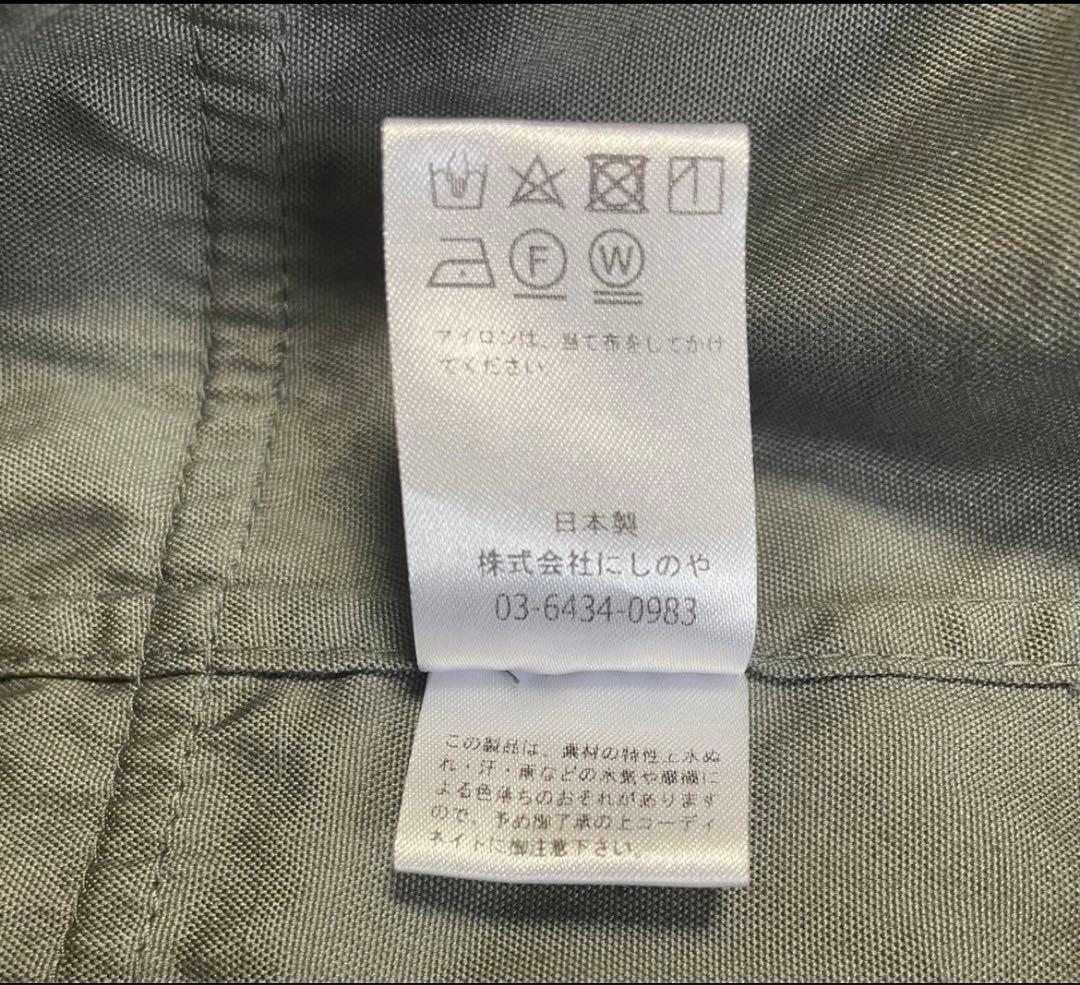 F W
アイロンは、当て布をしてかけ
てください
日本製
株式会社にしのや
03-6434-0983
この製品は、素材の特性上水ぬ
れ・汗・雨などの水分や摩擦に
よる色落ちのおそれがあります
ので、予め御了承の上コーディ
ネイトに御注意下さい。